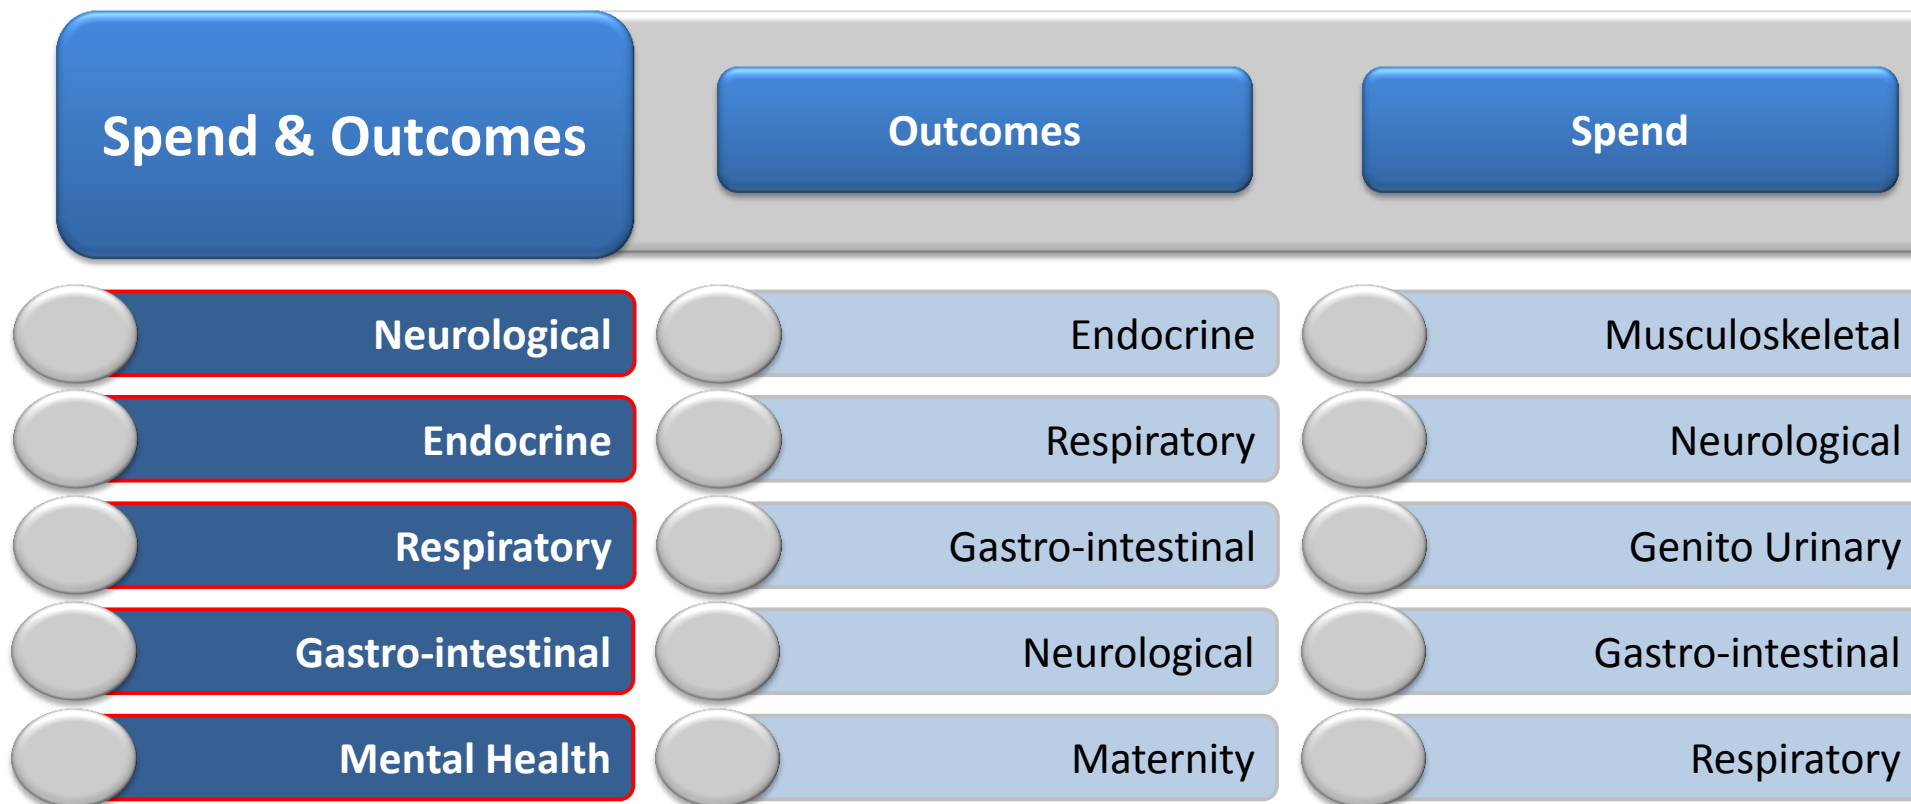 Spend & Outcomes
Outcomes
Spend
Neurological
Endocrine
Musculoskeletal
Endocrine
Respiratory
Neurological
Respiratory
Gastro-intestinal
Genito Urinary
Gastro-intestinal
Neurological
Gastro-intestinal
Mental Health
Maternity
Respiratory